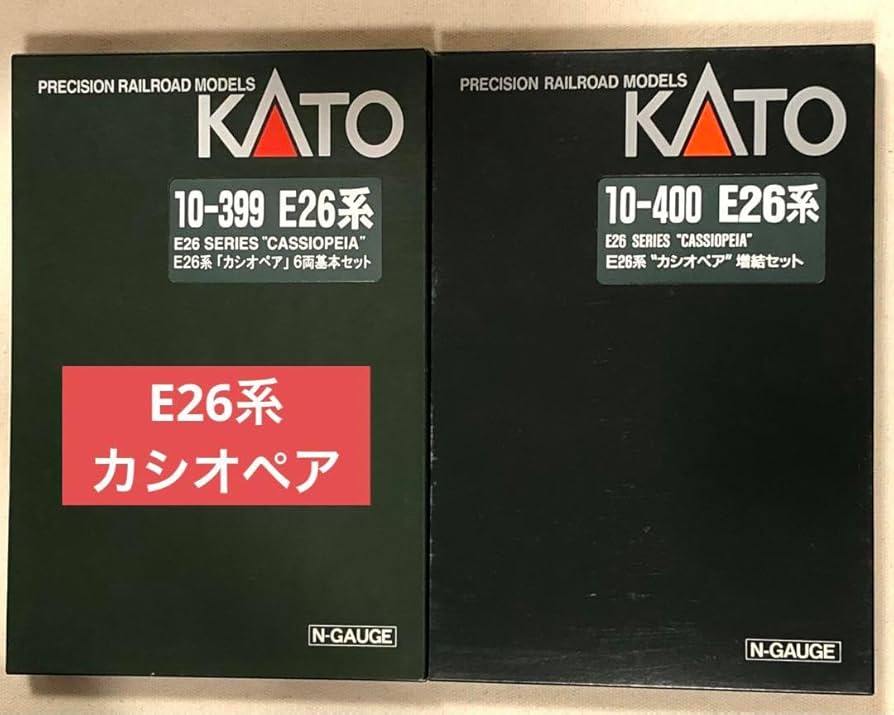 PRECISION RAILROAD MODELS
KATO
10-399 E26系
E26 SERIES "CASSIOPEIA"
E26系「カシオペア」6両基本セット
E26系
カシオペア
N-GAUGE
PRECISION RAILROAD MODELS
KATO
10-400 E26系
E26 SERIES "CASSIOPEIA"
E26系 "カシオペア" 増結セット
N-GAUGE